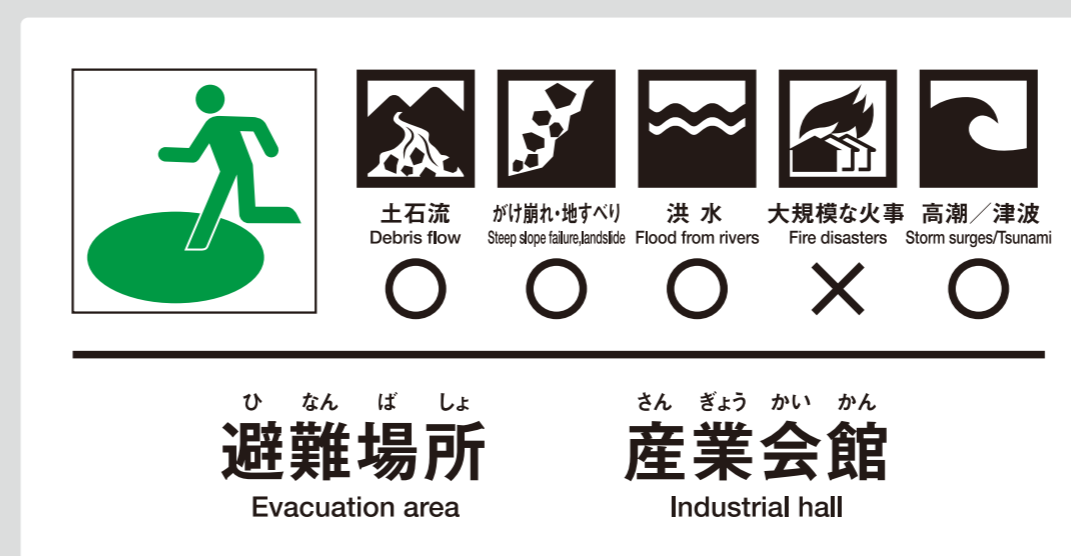 土石流 がけ崩れ・地すべり 洪水 大規模な火事 高潮／津波
Debris flow Steep slope failure,landslide Flood from rivers Fire disasters Storm surges/Tsunami
○ ○ ○ × ○
ひなんばしょ さんぎょうかいかん
避難場所 産業会館
Evacuation area Industrial hall